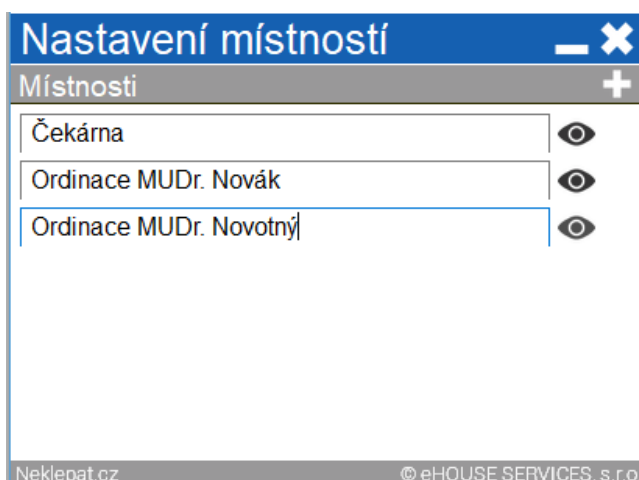 Nastavení místností
Místnosti
Čekárna
Ordinace MUDr. Novák
Ordinace MUDr. Novotný
Neklepat.cz © eHOUSE SERVICES, s.r.o